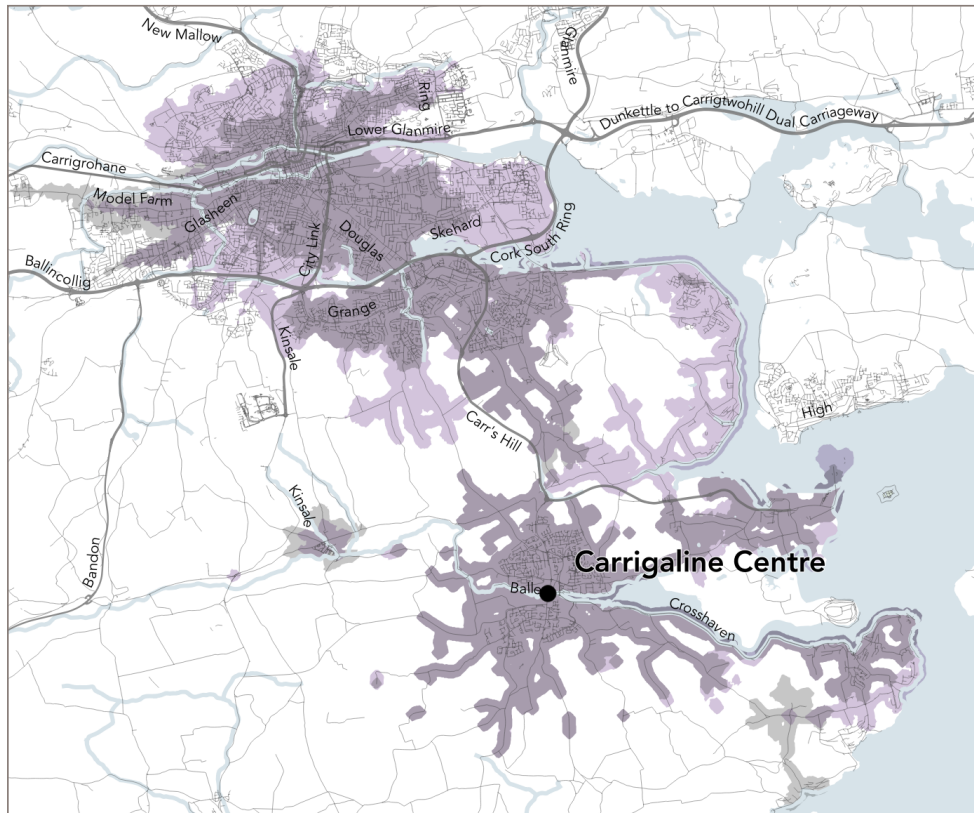 New Mallow
Glanmire
Ring
Dunkettle to Carrigtwohill Dual Carriageway
Lower Glanmire
Carrigrohane
Model Farm
Glasheen
Skehard
City Link
Douglas
Cork South Ring
Ballincollig
Grange
Kinsale
High
Carr's Hill
Kinsale
Bandon
Carrigaline Centre
Crosshaven